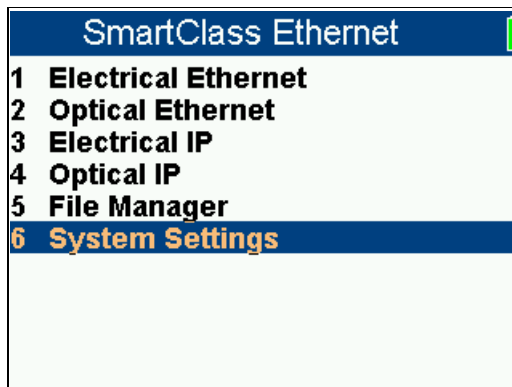 SmartClass Ethernet
1 Electrical Ethernet
2 Optical Ethernet
3 Electrical IP
4 Optical IP
5 File Manager
6 System Settings